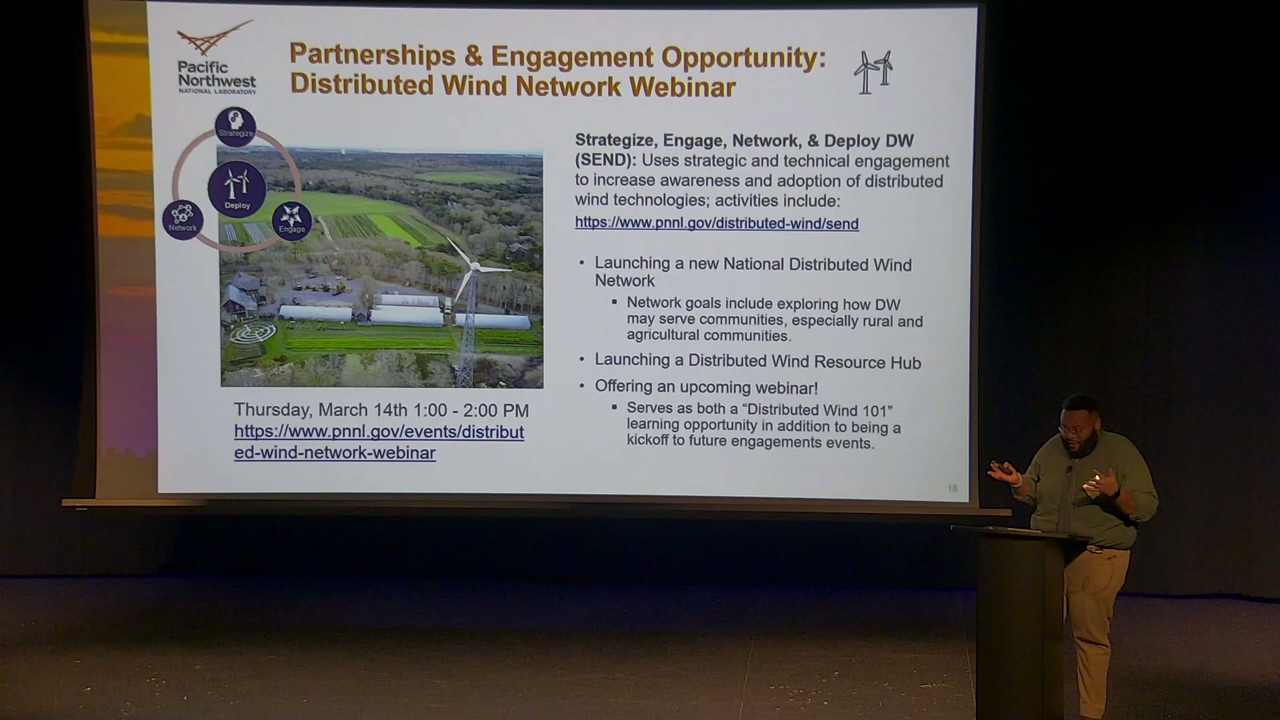 Pacific
Northwest
NATIONAL LABORATORY
Partnerships & Engagement Opportunity:
Distributed Wind Network Webinar
Strategize
Deploy
Network
Engage
Thursday, March 14th 1:00 - 2:00 PM
https://www.pnnl.gov/events/distribut
ed-wind-network-webinar
Strategize, Engage, Network, & Deploy DW
(SEND): Uses strategic and technical engagement
to increase awareness and adoption of distributed
wind technologies; activities include:
https://www.pnnl.gov/distributed-wind/send
• Launching a new National Distributed Wind
Network
▪ Network goals include exploring how DW
may serve communities, especially rural and
agricultural communities.
• Launching a Distributed Wind Resource Hub
• Offering an upcoming webinar!
▪ Serves as both a “Distributed Wind 101”
learning opportunity in addition to being a
kickoff to future engagements events.
18